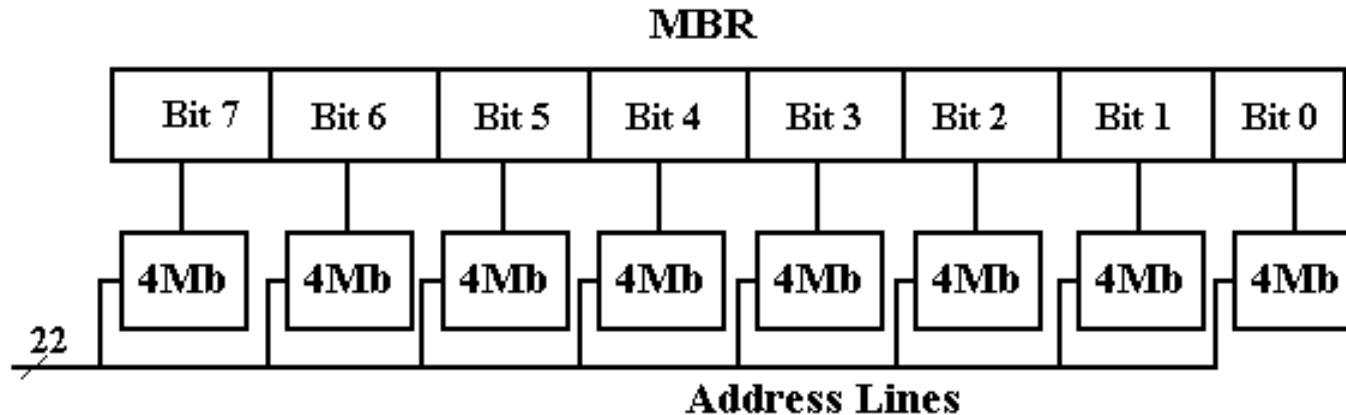 MBR
Bit 7 Bit 6 Bit 5 Bit 4 Bit 3 Bit 2 Bit 1 Bit 0
4Mb 4Mb 4Mb 4Mb 4Mb 4Mb 4Mb 4Mb
22
Address Lines